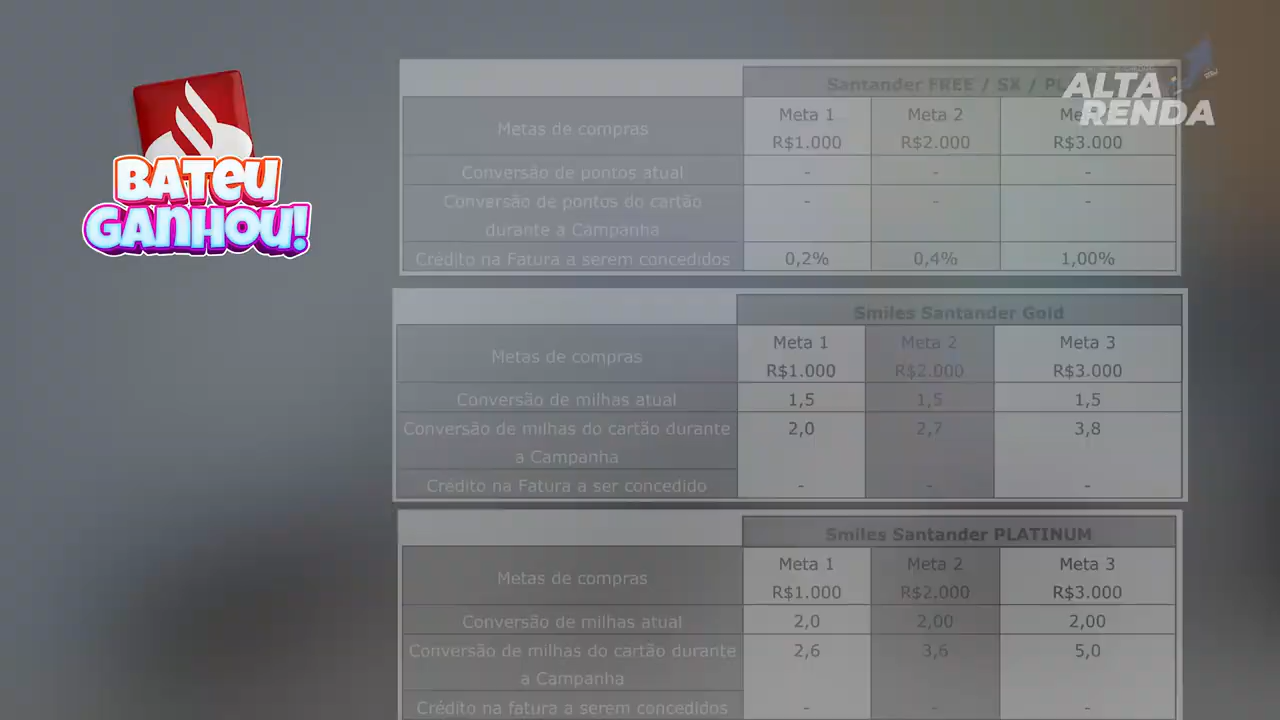 BATEU
GANHOU!
ALTA
RENDA
Santander FREE / SX /
Metas de compras
Meta 1
Meta 2
R$1.000
R$2.000
R$3.000
Conversão de pontos atual
-
-
-
Conversão de pontos do cartão
durante a Campanha
-
-
-
Crédito na Fatura a serem concedidos
0,2%
0,4%
1,00%
Smiles Santander Gold
Metas de compras
Meta 1
Meta 2
Meta 3
R$1.000
R$2.000
R$3.000
Conversão de milhas atual
1,5
1,5
1,5
Conversão de milhas do cartão durante
a Campanha
2,0
2,7
3,8
Crédito na Fatura a ser concedido
-
-
-
Smiles Santander PLATINUM
Metas de compras
Meta 1
Meta 2
Meta 3
R$1.000
R$2.000
R$3.000
Conversão de milhas atual
2,0
2,00
2,00
Conversão de milhas do cartão durante
a Campanha
2,6
3,6
5,0
Crédito na fatura a serem concedidos
-
-
-